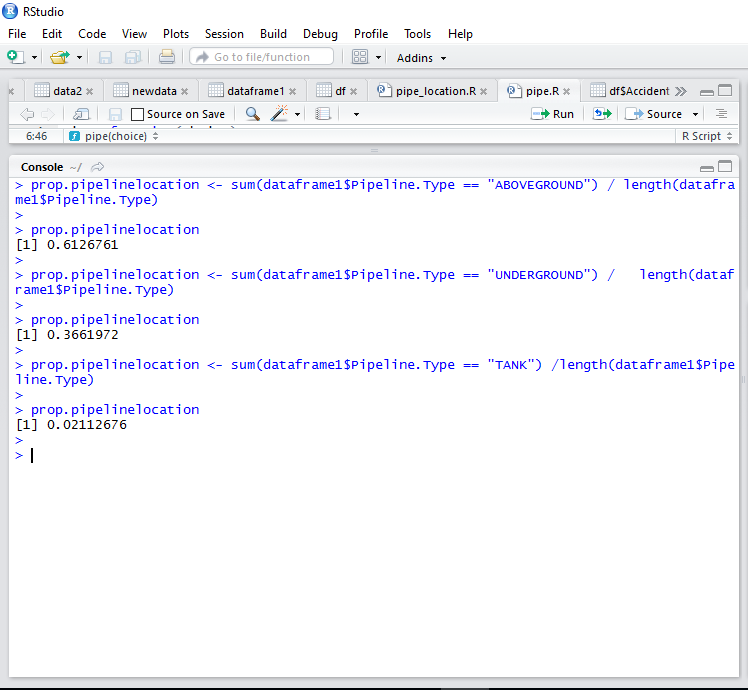 RStudio
File Edit Code View Plots Session Build Debug Profile Tools Help
Go to file/function Addins
data2 newdata dataframe1 df pipe_location.R pipe.R df$Accident
Source on Save Run Source
6:46 pipe(choice) R Script
Console ~/
> prop.pipelinelocation <- sum(dataframe1$Pipeline.Type == "ABOVEGROUND") / length(datafra
me1$Pipeline.Type)
>
> prop.pipelinelocation
[1] 0.6126761
>
> prop.pipelinelocation <- sum(dataframe1$Pipeline.Type == "UNDERGROUND") /   length(dataf
rame1$Pipeline.Type)
>
> prop.pipelinelocation
[1] 0.3661972
>
> prop.pipelinelocation <- sum(dataframe1$Pipeline.Type == "TANK") /length(dataframe1$Pipe
line.Type)
>
> prop.pipelinelocation
[1] 0.02112676
>
>